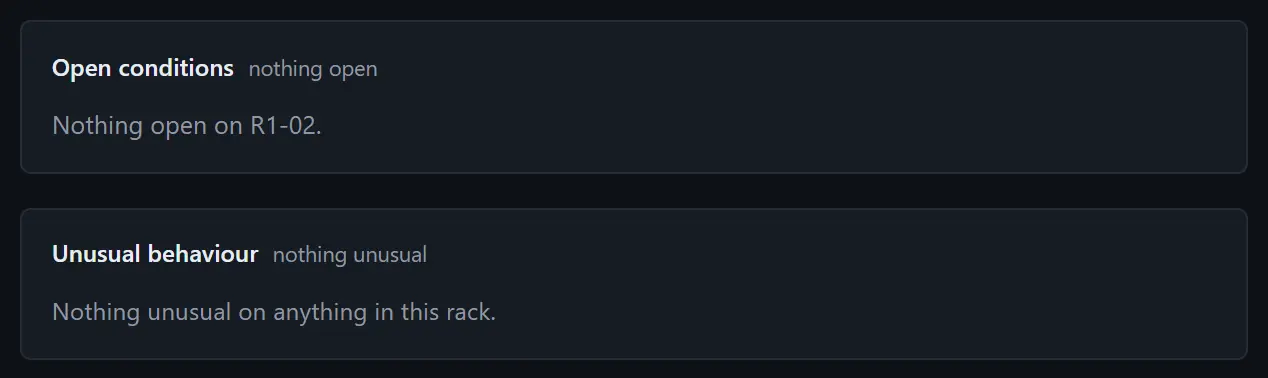 Open conditions nothing open
Nothing open on R1-02.
Unusual behaviour nothing unusual
Nothing unusual on anything in this rack.